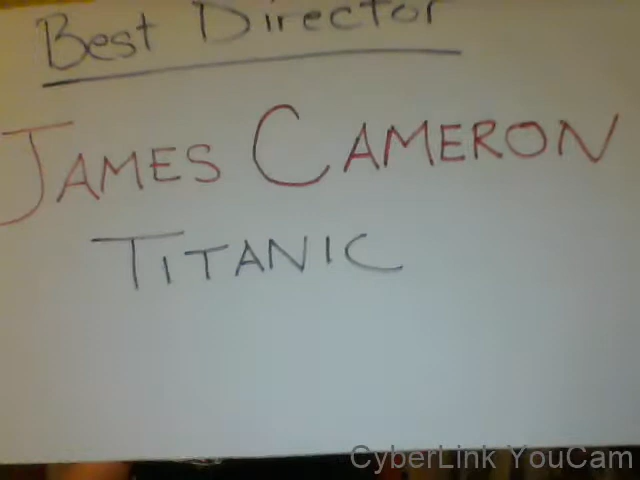 Best Director
JAMES CAMERON
TITANIC
CyberLink YouCam